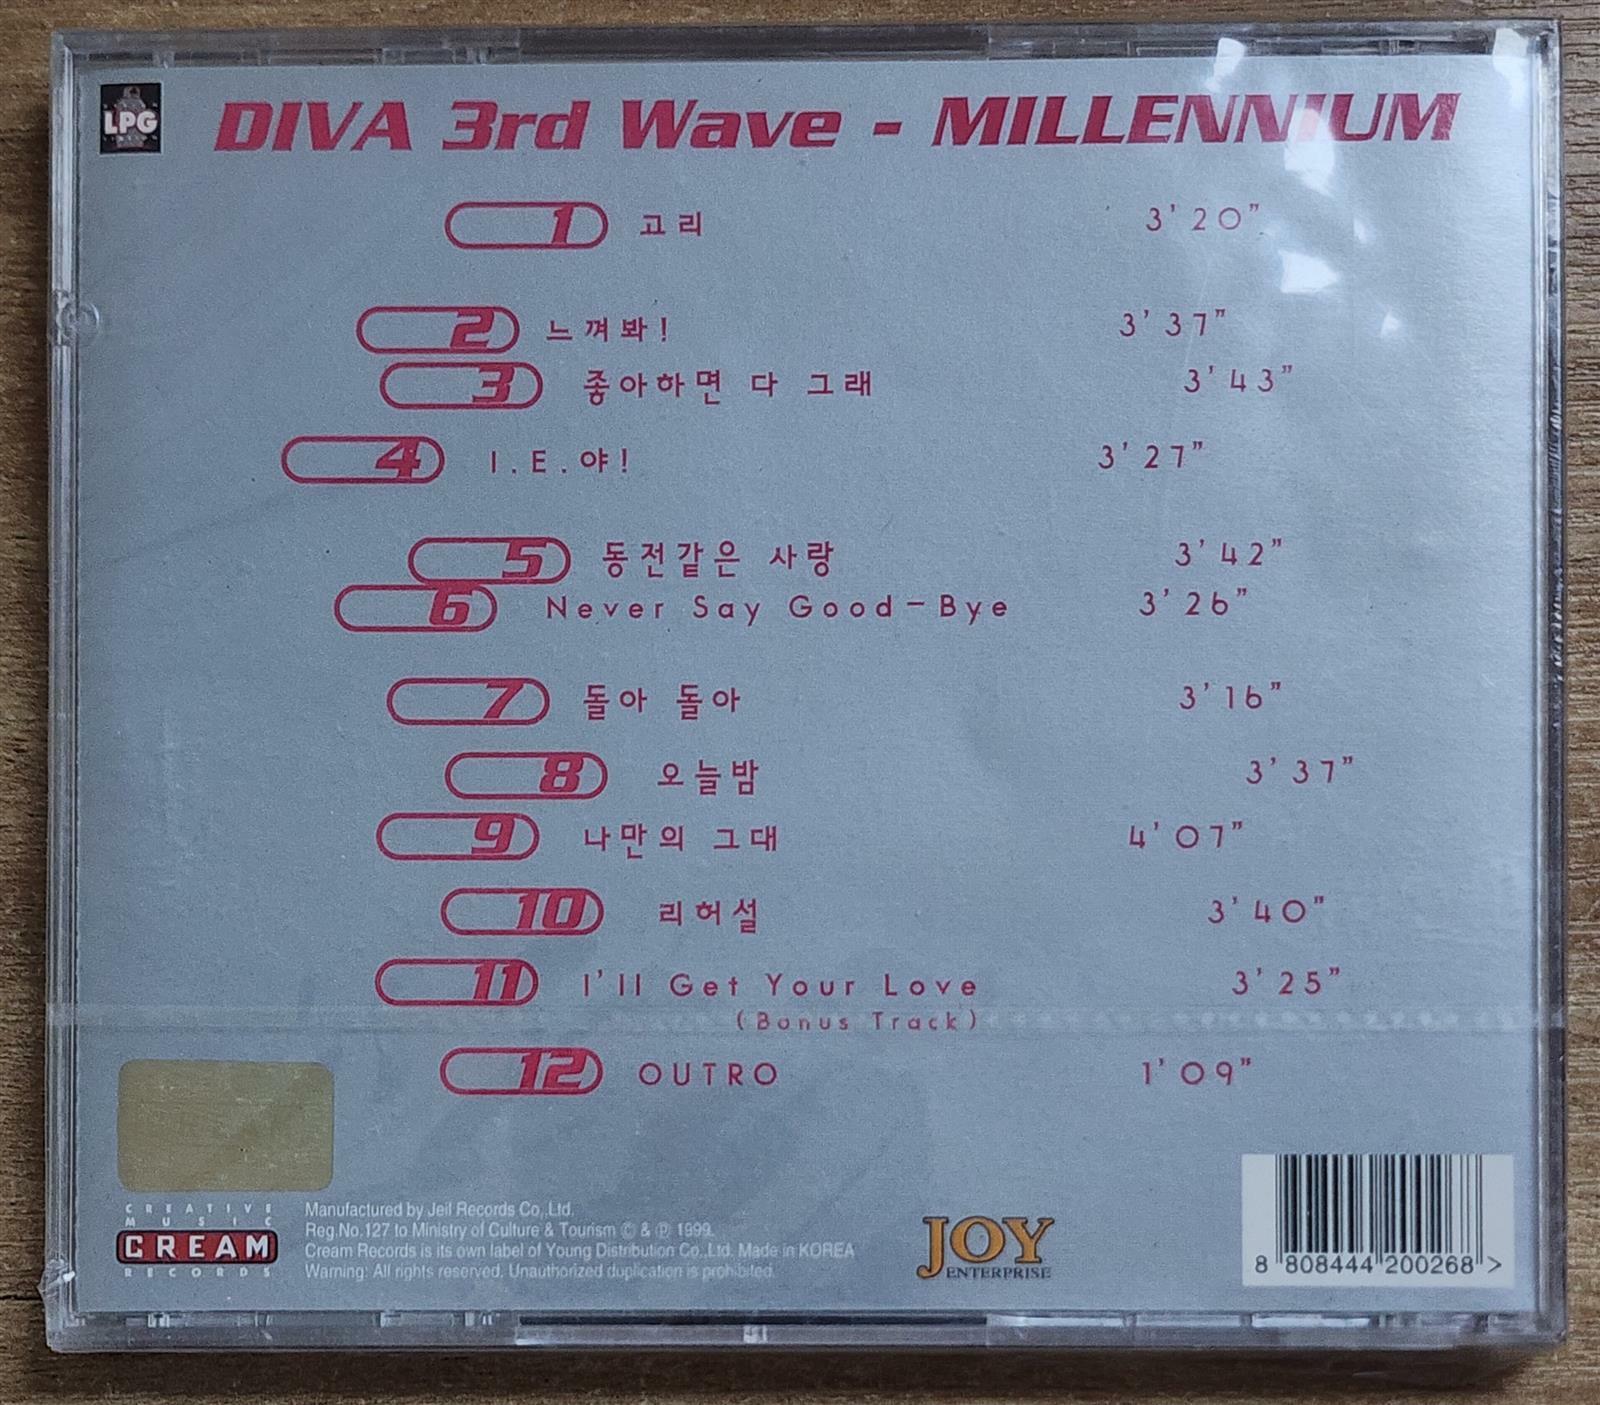 LPG
DIVA 3rd Wave - MILLENNIUM
1 고리 3'20"
2 느껴봐! 3'37"
3 좋아하면 다 그래 3'43"
4 I.E.야! 3'27"
5 동전같은 사랑 3'42"
6 Never Say Good-Bye 3'26"
7 돌아 돌아 3'16"
8 오늘밤 3'37"
9 나만의 그대 4'07"
10 리허설 3'40"
11 I'll Get Your Love 3'25"
(Bonus Track)
12 OUTRO 1'09"
CREATIVE
MUSIC
CREAM
RECORDS
Manufactured by Jeil Records Co,.Ltd.
Reg.No.127 to Ministry of Culture & Tourism © & ℗ 1999.
Cream Records is its own label of Young Distribution Co,.Ltd. Made in KOREA
Warning: All rights reserved. Unauthorized duplication is prohibited.
JOY
ENTERPRISE
8 808444 200268 >